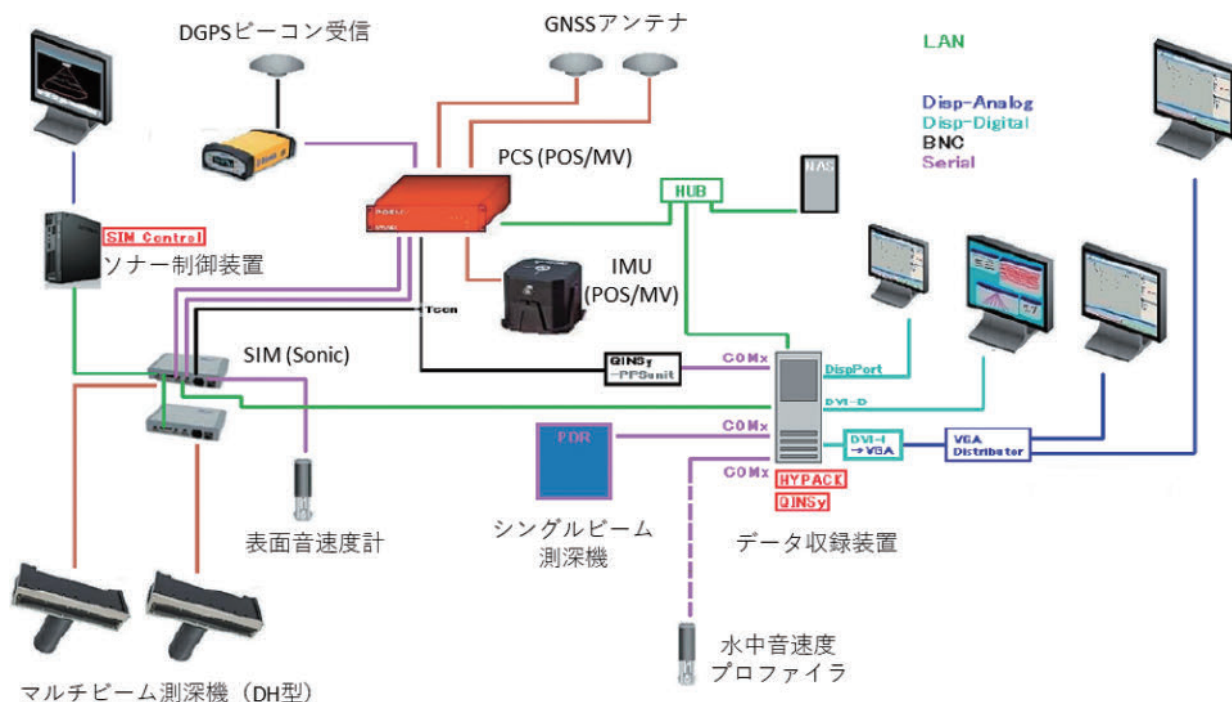 DGPSビーコン受信
GNSSアンテナ
LAN
Disp-Analog
Disp-Digital
BNC
Serial
PCS (POS/MV)
HUB
NAS
SIM Control
ソナー制御装置
IMU
(POS/MV)
SIM (Sonic)
QINSy
-PPSunit
COMx
DispPort
DVI-D
COMx
COMx
DVI-I
→VGA
VGA
Distributor
HYPACK
QINSy
表面音速度計
シングルビーム
測深機
データ収録装置
水中音速度
プロファイラ
マルチビーム測深機（DH型）